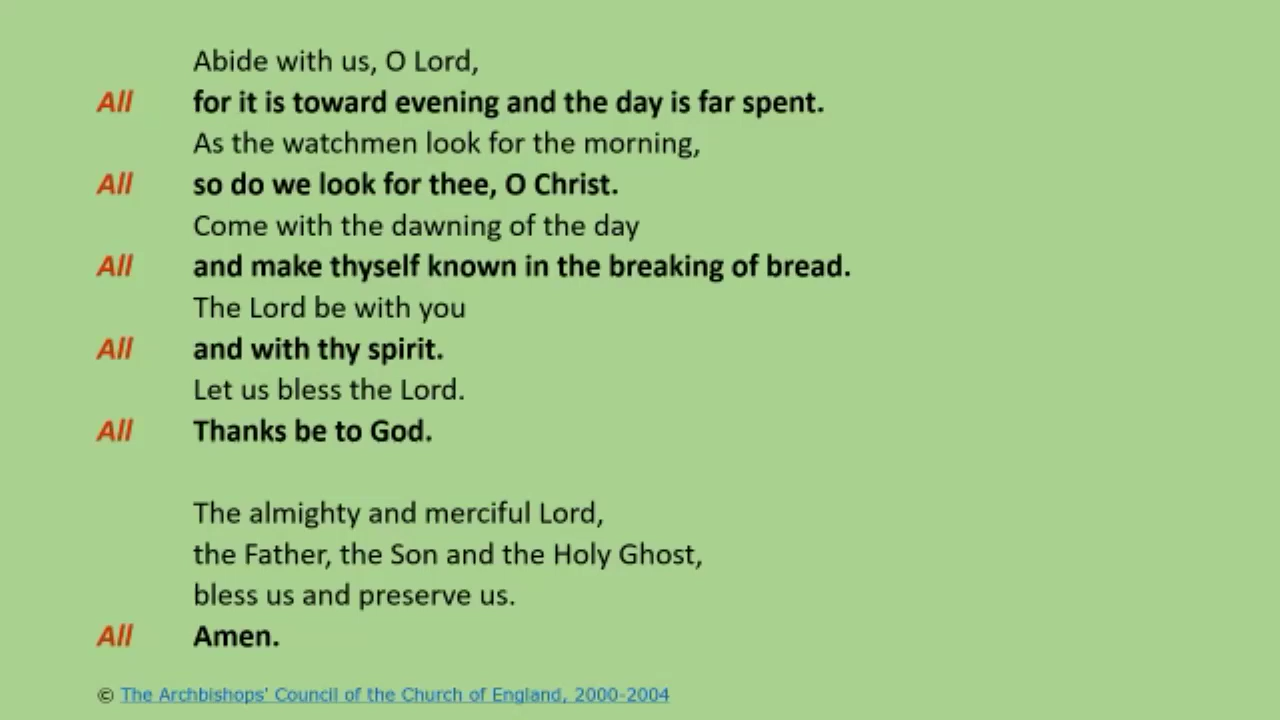 Abide with us, O Lord,
All for it is toward evening and the day is far spent.
As the watchmen look for the morning,
All so do we look for thee, O Christ.
Come with the dawning of the day
All and make thyself known in the breaking of bread.
The Lord be with you
All and with thy spirit.
Let us bless the Lord.
All Thanks be to God.
The almighty and merciful Lord,
the Father, the Son and the Holy Ghost,
bless us and preserve us.
All Amen.
© The Archbishops' Council of the Church of England, 2000-2004